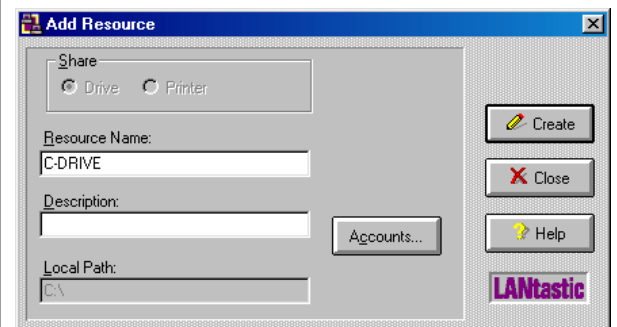 Add Resource
Share
Drive Printer
Resource Name:
C-DRIVE
Description:
Local Path:
C:\
Accounts...
Create
Close
Help
LANtastic